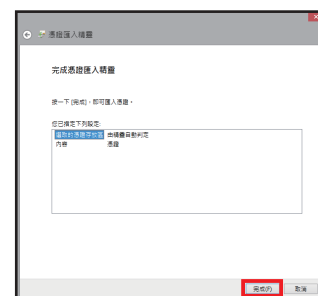 憑證匯入精靈
完成憑證匯入精靈
按一下 [完成]，即可匯入憑證。
您已指定下列設定:
選取的憑證存放區 由精靈自動判定
內容 憑證
完成(F) 取消